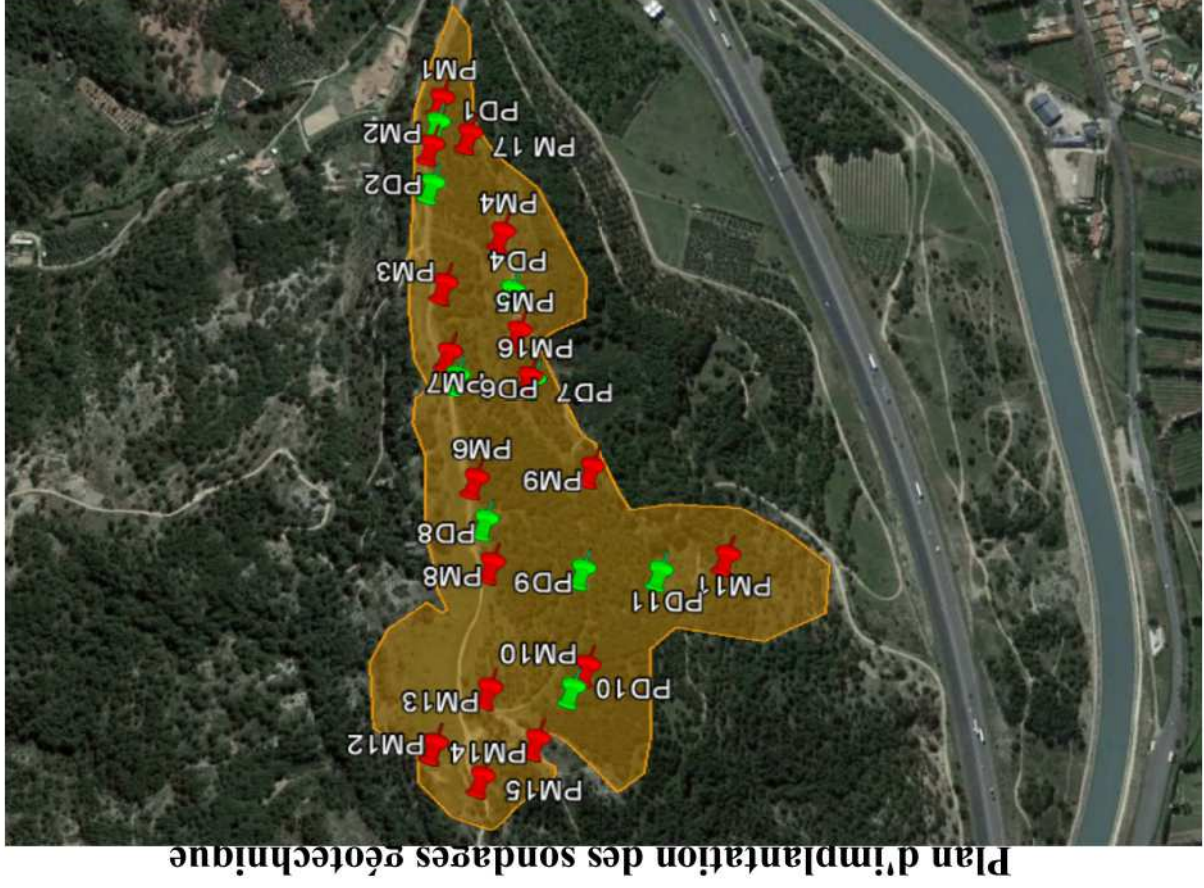 Plan d'implantation des sondages géotechnique
PM15
PM14
PM12
PM13
PD10
PM10
PM11
PD11
PD9
PM8
PD8
PM9
PM6
PD7
PD6
PM7
PM16
PM5
PD4
PM3
PM4
PD2
PM 17
PM2
PD1
PM1